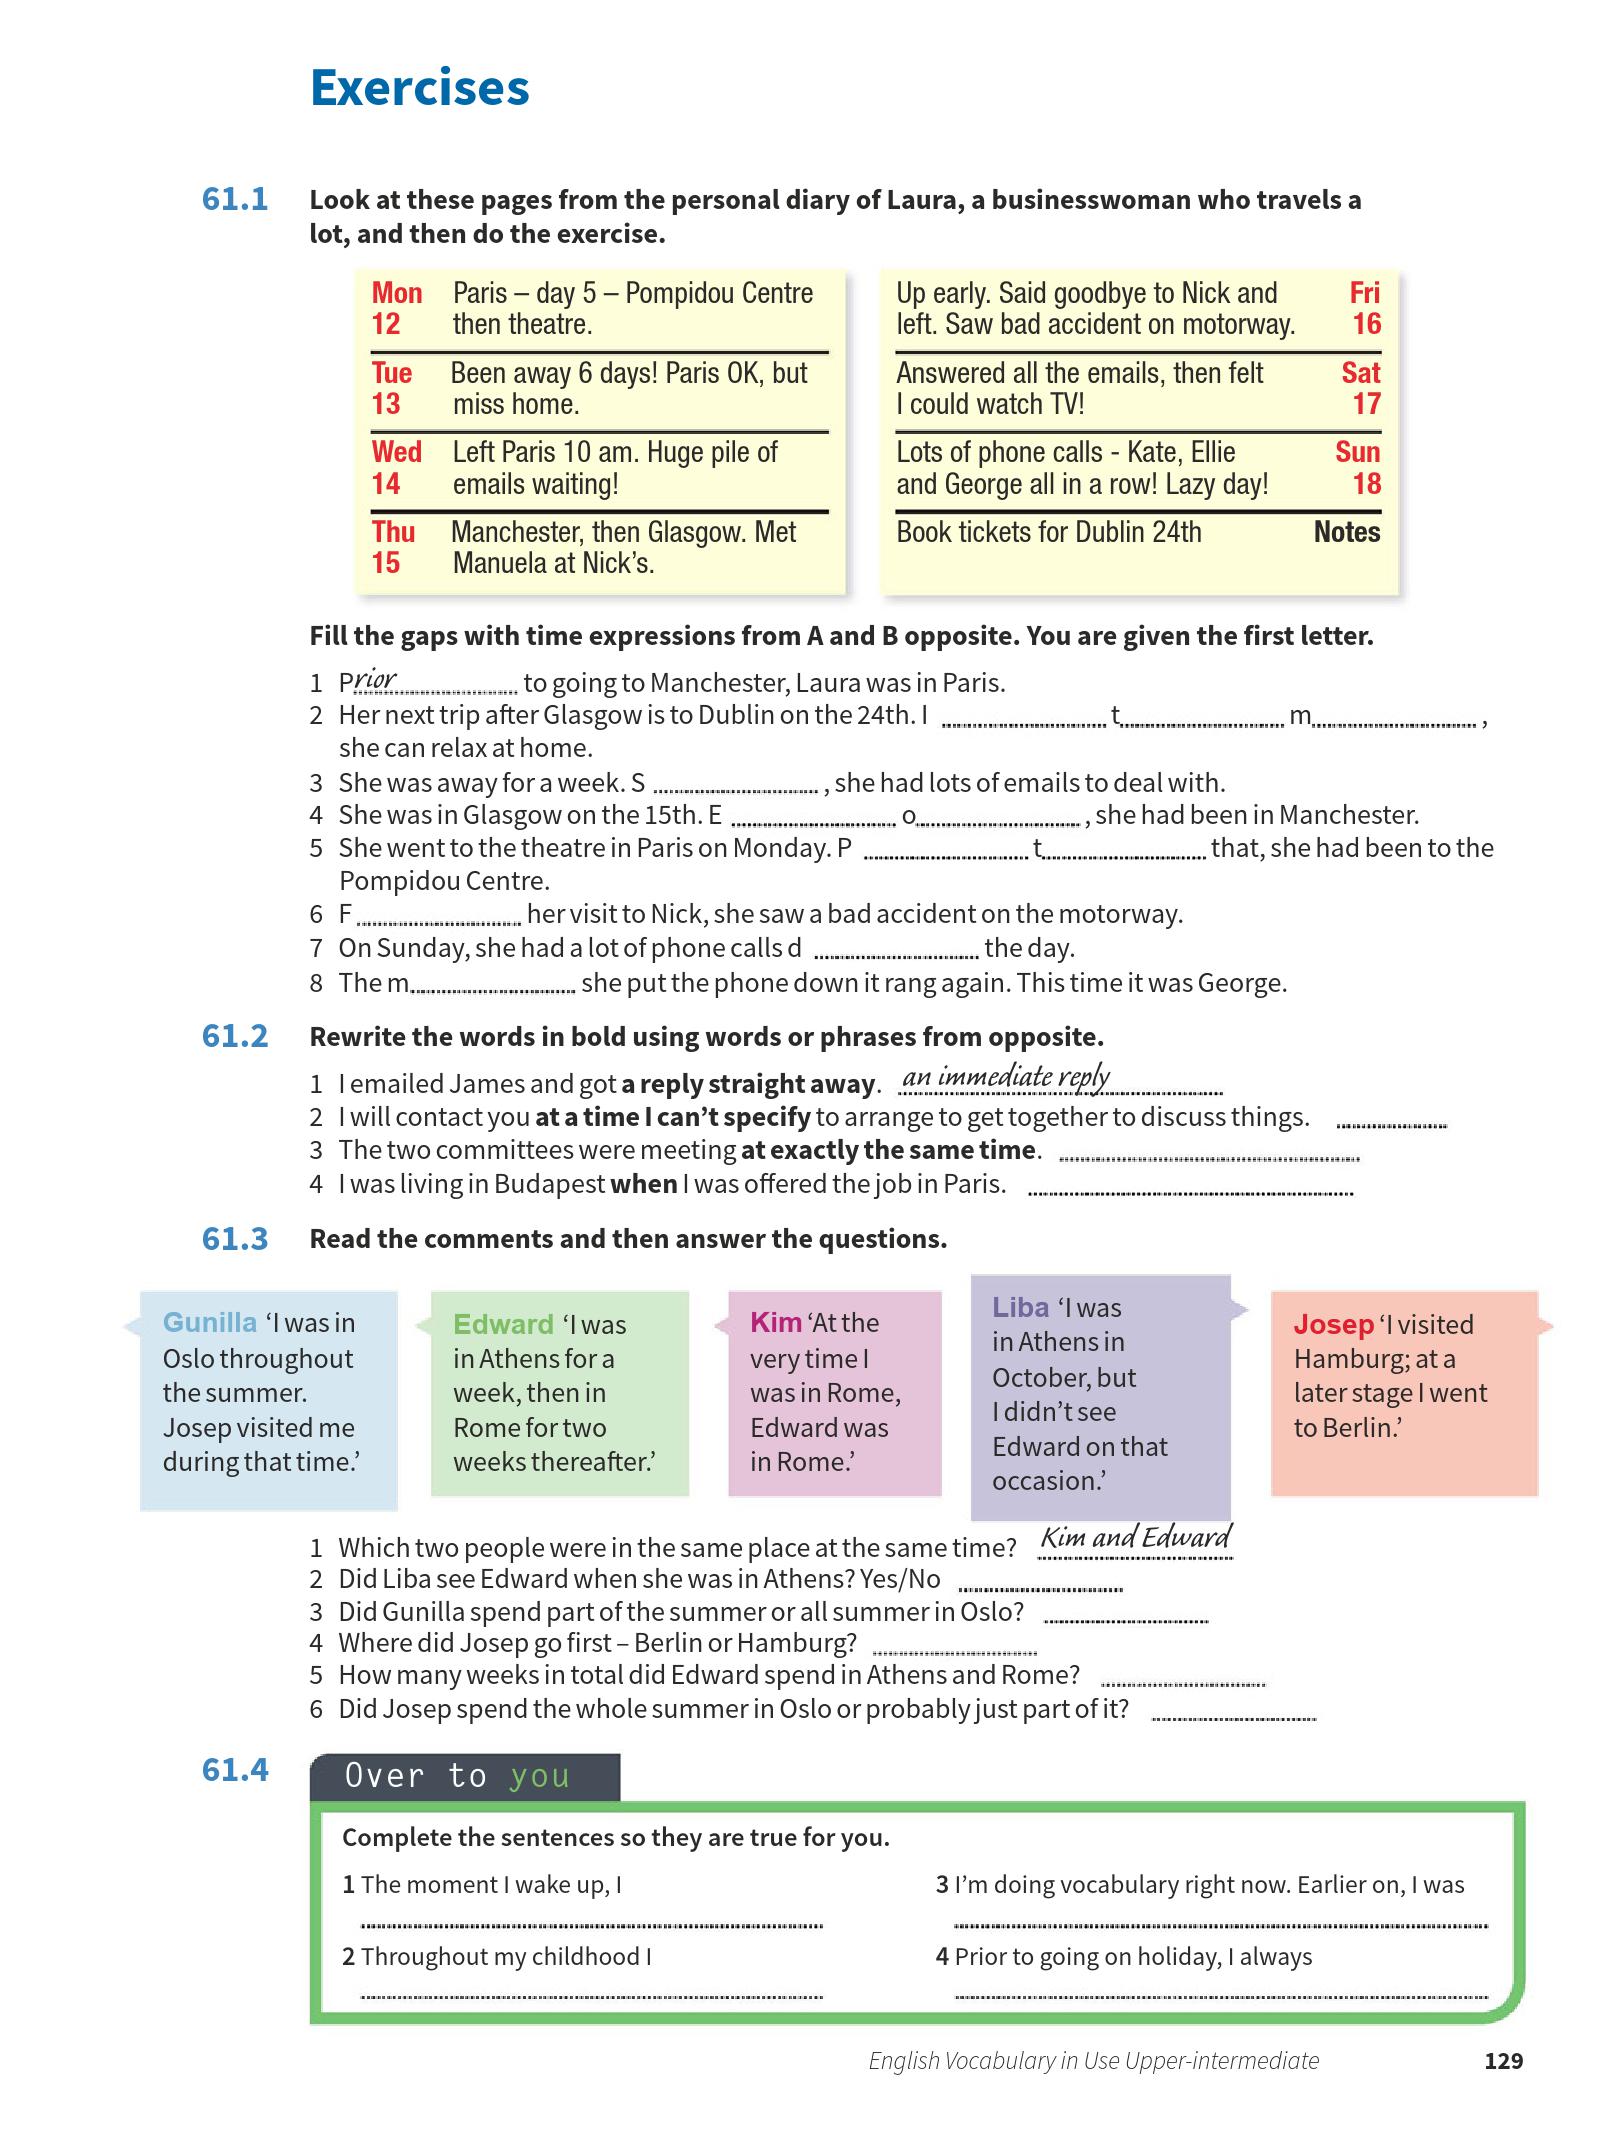 Exercises
61.1 Look at these pages from the personal diary of Laura, a businesswoman who travels a
lot, and then do the exercise.
Mon Paris – day 5 – Pompidou Centre
12 then theatre.
Tue Been away 6 days! Paris OK, but
13 miss home.
Wed Left Paris 10 am. Huge pile of
14 emails waiting!
Thu Manchester, then Glasgow. Met
15 Manuela at Nick's.
Up early. Said goodbye to Nick and Fri
left. Saw bad accident on motorway. 16
Answered all the emails, then felt Sat
I could watch TV! 17
Lots of phone calls - Kate, Ellie Sun
and George all in a row! Lazy day! 18
Book tickets for Dublin 24th Notes
Fill the gaps with time expressions from A and B opposite. You are given the first letter.
1 Prior to going to Manchester, Laura was in Paris.
2 Her next trip after Glasgow is to Dublin on the 24th. I t m ,
she can relax at home.
3 She was away for a week. S , she had lots of emails to deal with.
4 She was in Glasgow on the 15th. E o , she had been in Manchester.
5 She went to the theatre in Paris on Monday. P t that, she had been to the
Pompidou Centre.
6 F her visit to Nick, she saw a bad accident on the motorway.
7 On Sunday, she had a lot of phone calls d the day.
8 The m she put the phone down it rang again. This time it was George.
61.2 Rewrite the words in bold using words or phrases from opposite.
1 I emailed James and got a reply straight away. an immediate reply
2 I will contact you at a time I can't specify to arrange to get together to discuss things.
3 The two committees were meeting at exactly the same time.
4 I was living in Budapest when I was offered the job in Paris.
61.3 Read the comments and then answer the questions.
Gunilla ‘I was in
Oslo throughout
the summer.
Josep visited me
during that time.’
Edward ‘I was
in Athens for a
week, then in
Rome for two
weeks thereafter.’
Kim ‘At the
very time I
was in Rome,
Edward was
in Rome.’
Liba ‘I was
in Athens in
October, but
I didn’t see
Edward on that
occasion.’
Josep ‘I visited
Hamburg; at a
later stage I went
to Berlin.’
1 Which two people were in the same place at the same time? Kim and Edward
2 Did Liba see Edward when she was in Athens? Yes/No
3 Did Gunilla spend part of the summer or all summer in Oslo?
4 Where did Josep go first – Berlin or Hamburg?
5 How many weeks in total did Edward spend in Athens and Rome?
6 Did Josep spend the whole summer in Oslo or probably just part of it?
61.4 Over to you
Complete the sentences so they are true for you.
1 The moment I wake up, I
2 Throughout my childhood I
3 I’m doing vocabulary right now. Earlier on, I was
4 Prior to going on holiday, I always
English Vocabulary in Use Upper-intermediate 129